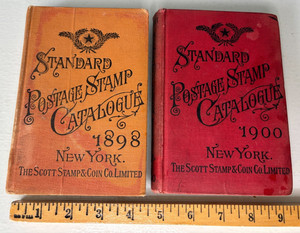 STANDARD
POSTAGE STAMP
CATALOGUE
1898
NEW YORK.
THE SCOTT STAMP & COIN CO. LIMITED
STANDARD
POSTAGE STAMP
CATALOGUE
1900
NEW YORK.
THE SCOTT STAMP & COIN CO. LIMITED
1 2 3 4 5 6 7 8 9